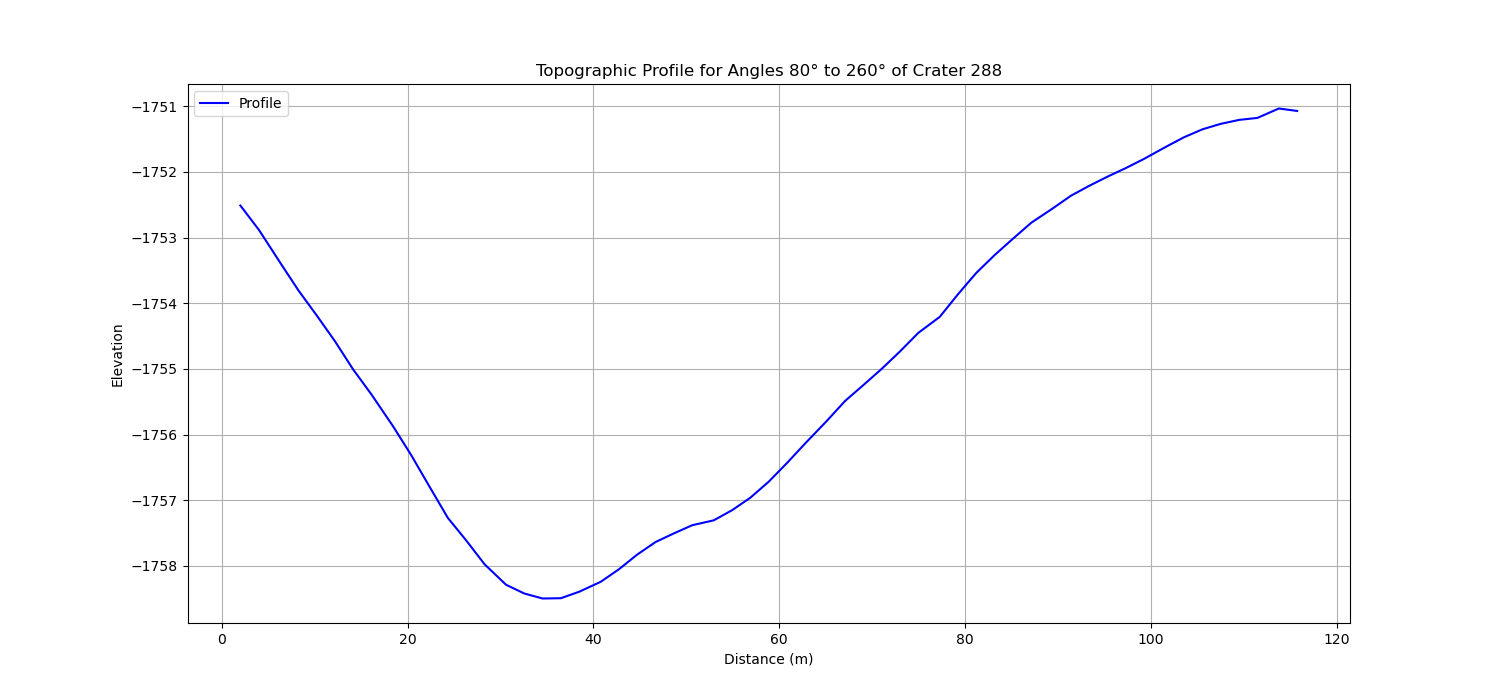 Topographic Profile for Angles 80° to 260° of Crater 288
Profile
−1751
−1752
−1753
−1754
−1755
−1756
−1757
−1758
Elevation
0 20 40 60 80 100 120
Distance (m)